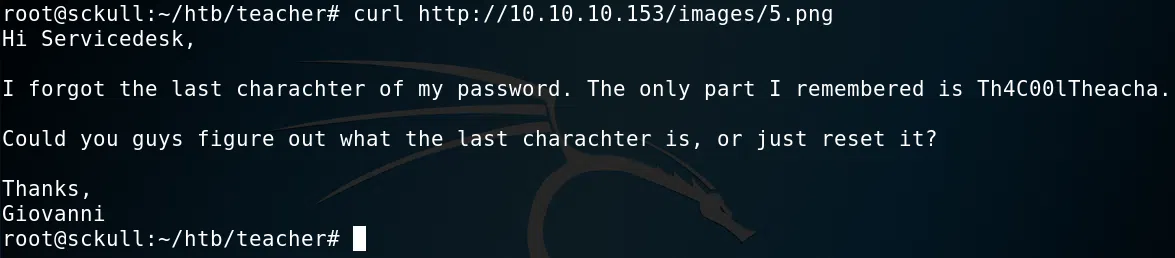 root@sckull:~/htb/teacher# curl http://10.10.10.153/images/5.png
Hi Servicedesk,
I forgot the last charachter of my password. The only part I remembered is Th4C00lTheacha.
Could you guys figure out what the last charachter is, or just reset it?
Thanks,
Giovanni
root@sckull:~/htb/teacher#